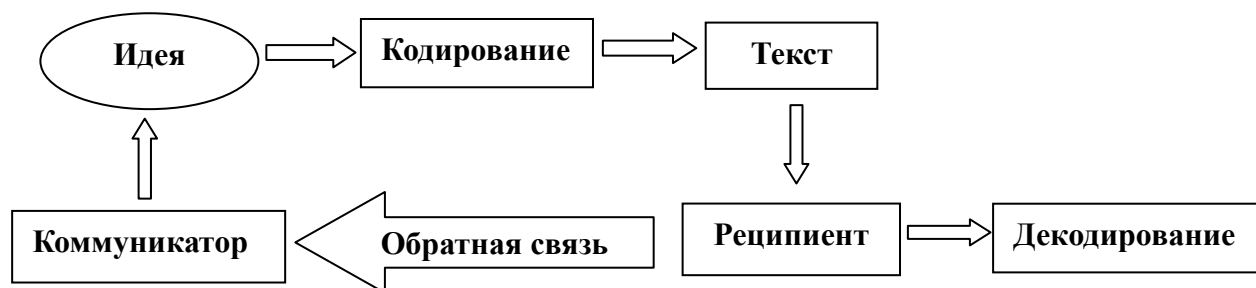 Идея
Кодирование
Текст
Коммуникатор
Обратная связь
Реципиент
Декодирование